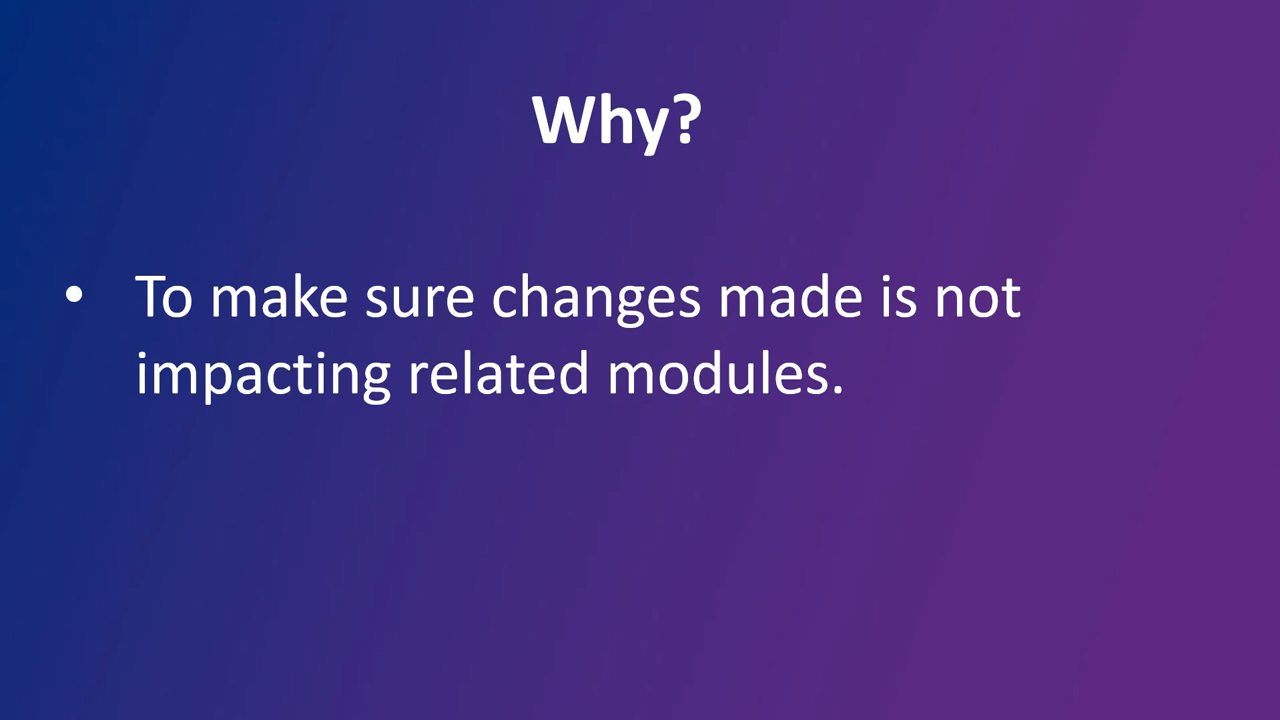 Why?
• To make sure changes made is not
impacting related modules.